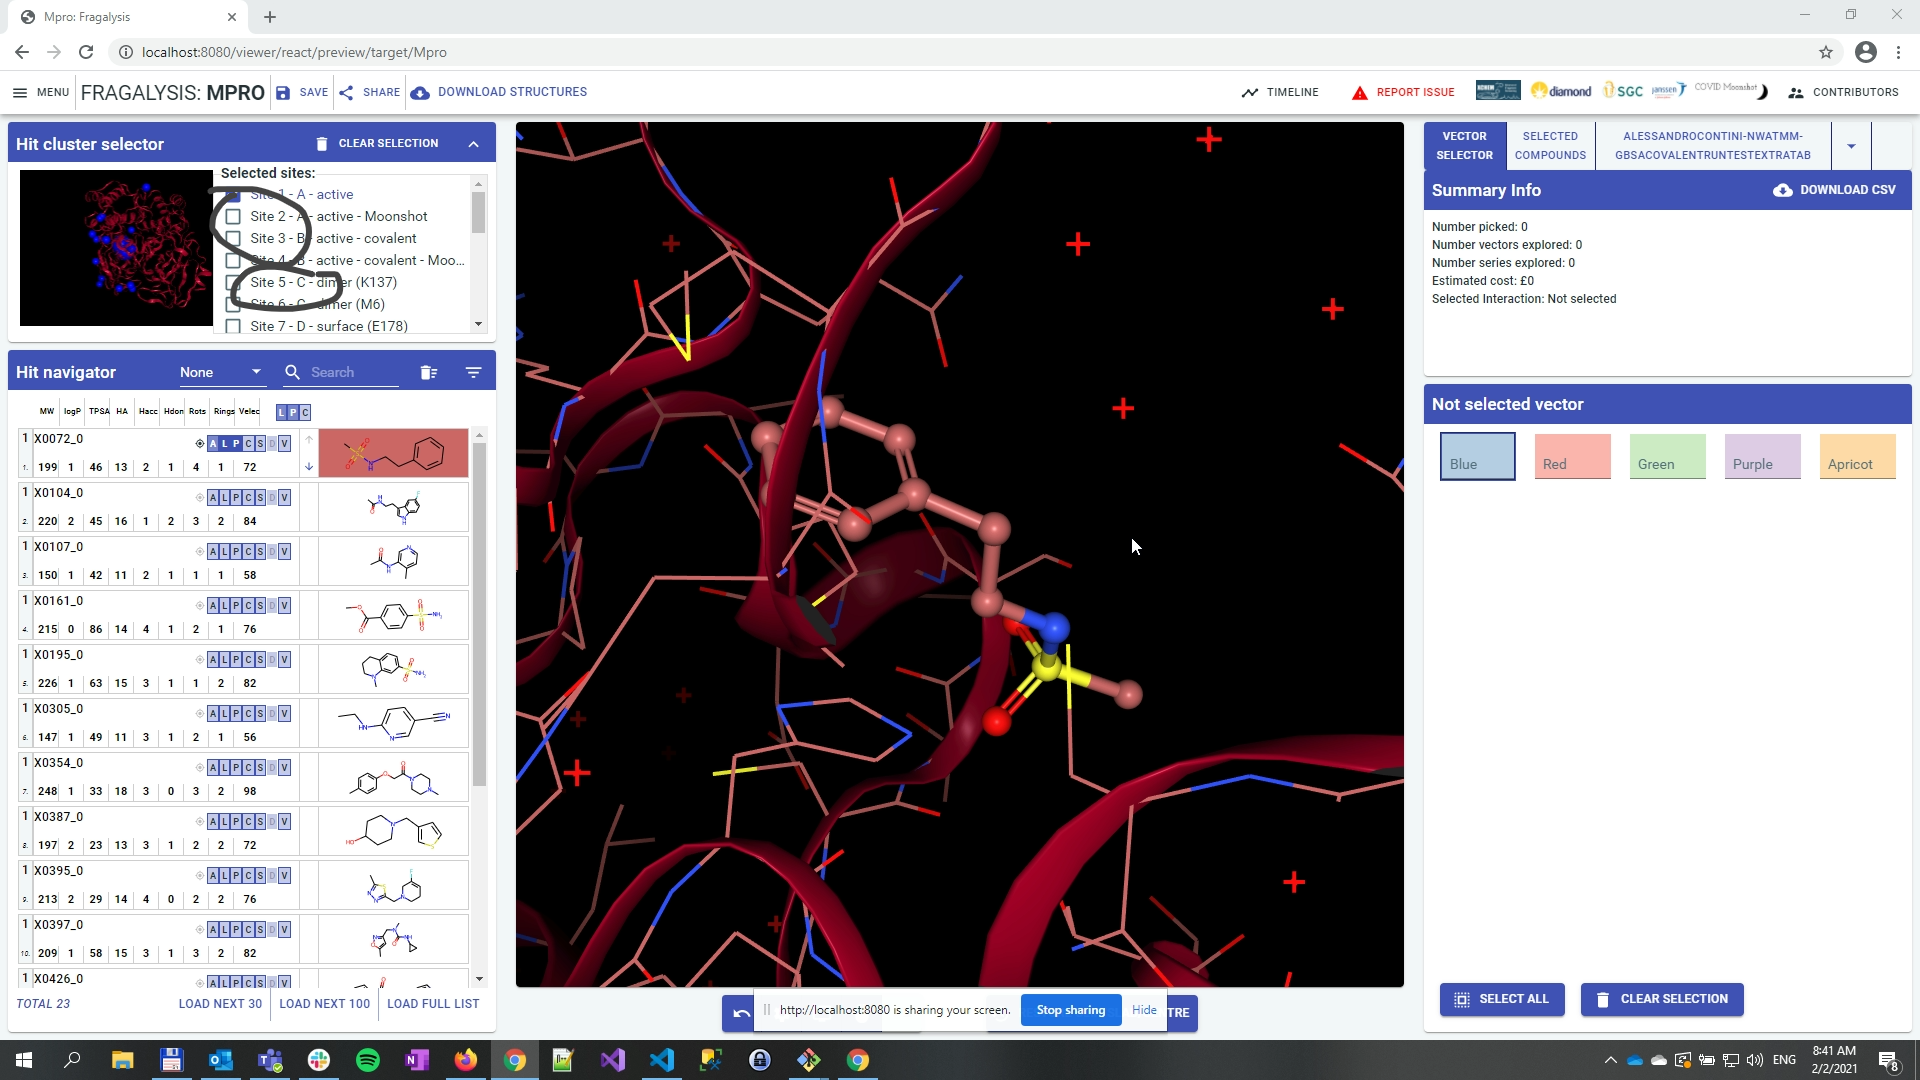 Mpro: Fragalysis
localhost:8080/viewer/react/preview/target/Mpro
MENU FRAGALYSIS: MPRO SAVE SHARE DOWNLOAD STRUCTURES TIMELINE REPORT ISSUE diamond SGC janssen COVID Moonshot CONTRIBUTORS
Hit cluster selector CLEAR SELECTION
Selected sites:
Site 1 - A - active
Site 2 - A - active - Moonshot
Site 3 - B - active - covalent
Site 4 - B - active - covalent - Moo...
Site 5 - C - dimer (K137)
Site 6 - C - dimer (M6)
Site 7 - D - surface (E178)
Hit navigator None Search
MW logP TPSA HA Hacc Hdon Rots Rings Velec L P C
1 X0072_0 A L P C S D V
1. 199 1 46 13 2 1 4 1 72
1 X0104_0 A L P C S D V
2. 220 2 45 16 1 2 3 2 84
1 X0107_0 A L P C S D V
3. 150 1 42 11 2 1 1 1 58
1 X0161_0 A L P C S D V
4. 215 0 86 14 4 1 2 1 76
1 X0195_0 A L P C S D V
5. 226 1 63 15 3 1 1 2 82
1 X0305_0 A L P C S D V
6. 147 1 49 11 3 1 2 1 56
1 X0354_0 A L P C S D V
7. 248 1 33 18 3 0 3 2 98
1 X0387_0 A L P C S D V
8. 197 2 23 13 3 1 2 2 72
1 X0395_0 A L P C S D V
9. 213 2 29 14 4 0 2 2 76
1 X0397_0 A L P C S D V
10. 209 1 58 15 3 1 3 2 82
1 X0426_0 A L P C S D V
TOTAL 23 LOAD NEXT 30 LOAD NEXT 100 LOAD FULL LIST
http://localhost:8080 is sharing your screen. Stop sharing Hide
TRE
VECTOR SELECTOR
SELECTED COMPOUNDS
ALESSANDROCONTINI-NWATMM-
GBSACOVALENTRUNTESTEXTRATAB
Summary Info DOWNLOAD CSV
Number picked: 0
Number vectors explored: 0
Number series explored: 0
Estimated cost: £0
Selected Interaction: Not selected
Not selected vector
Blue Red Green Purple Apricot
SELECT ALL CLEAR SELECTION
ENG
8:41 AM
2/2/2021
8